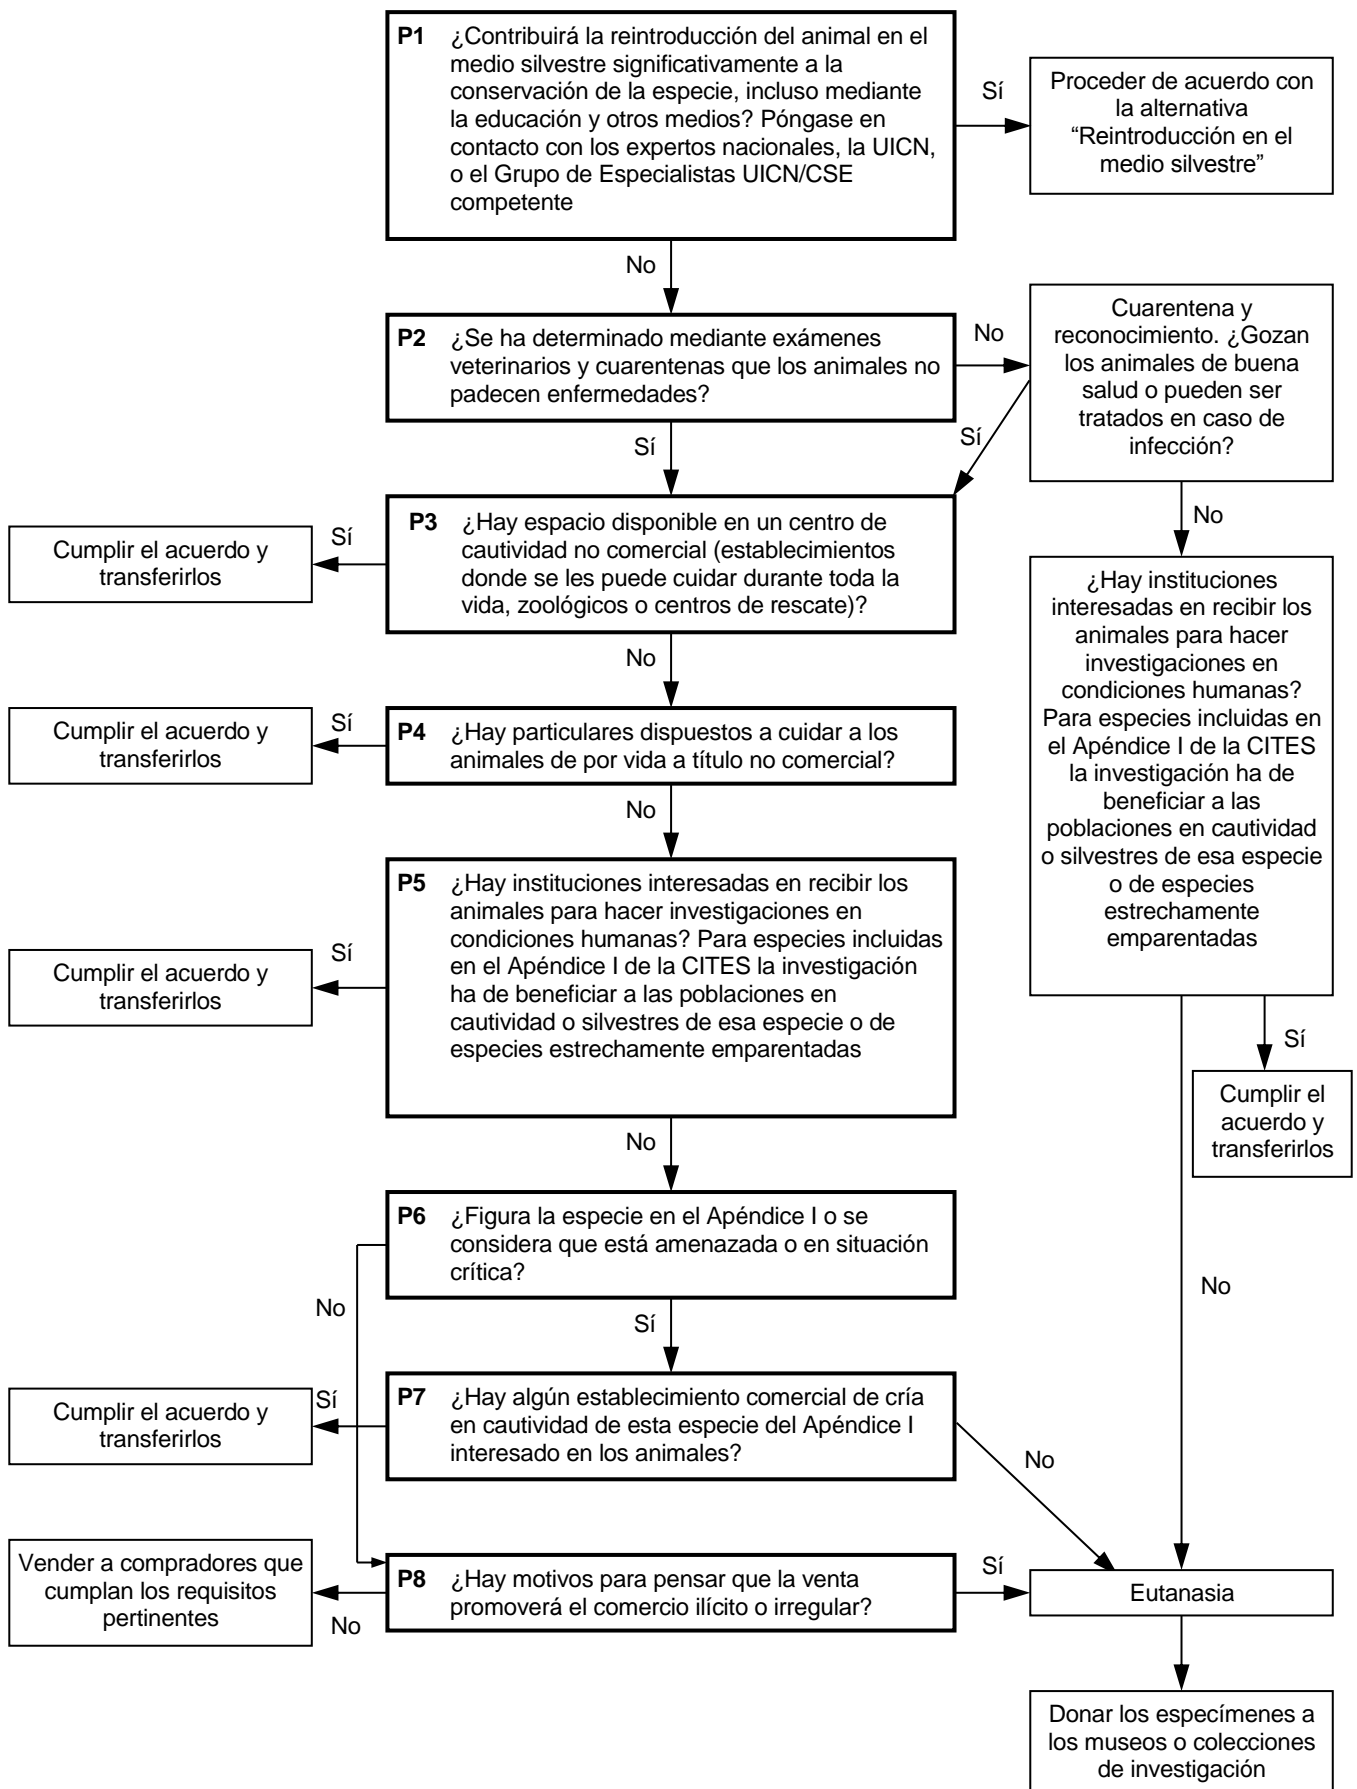 P1 ¿Contribuirá la reintroducción del animal en el
medio silvestre significativamente a la
conservación de la especie, incluso mediante
la educación y otros medios? Póngase en
contacto con los expertos nacionales, la UICN,
o el Grupo de Especialistas UICN/CSE
competente
Sí
Proceder de acuerdo con
la alternativa
“Reintroducción en el
medio silvestre”
No
P2 ¿Se ha determinado mediante exámenes
veterinarios y cuarentenas que los animales no
padecen enfermedades?
No
Cuarentena y
reconocimiento. ¿Gozan
los animales de buena
salud o pueden ser
tratados en caso de
infección?
Sí
Sí
No
P3 ¿Hay espacio disponible en un centro de
cautividad no comercial (establecimientos
donde se les puede cuidar durante toda la
vida, zoológicos o centros de rescate)?
Sí
Cumplir el acuerdo y
transferirlos
No
¿Hay instituciones
interesadas en recibir los
animales para hacer
investigaciones en
condiciones humanas?
Para especies incluidas en
el Apéndice I de la CITES
la investigación ha de
beneficiar a las
poblaciones en cautividad
o silvestres de esa especie
o de especies
estrechamente
emparentadas
Sí
Cumplir el
acuerdo y
transferirlos
No
P4 ¿Hay particulares dispuestos a cuidar a los
animales de por vida a título no comercial?
Sí
Cumplir el acuerdo y
transferirlos
No
P5 ¿Hay instituciones interesadas en recibir los
animales para hacer investigaciones en
condiciones humanas? Para especies incluidas
en el Apéndice I de la CITES la investigación
ha de beneficiar a las poblaciones en
cautividad o silvestres de esa especie o de
especies estrechamente emparentadas
Sí
Cumplir el acuerdo y
transferirlos
No
P6 ¿Figura la especie en el Apéndice I o se
considera que está amenazada o en situación
crítica?
No
Sí
P7 ¿Hay algún establecimiento comercial de cría
en cautividad de esta especie del Apéndice I
interesado en los animales?
Sí
Cumplir el acuerdo y
transferirlos
No
P8 ¿Hay motivos para pensar que la venta
promoverá el comercio ilícito o irregular?
No
Vender a compradores que
cumplan los requisitos
pertinentes
Sí
Eutanasia
Donar los especímenes a
los museos o colecciones
de investigación